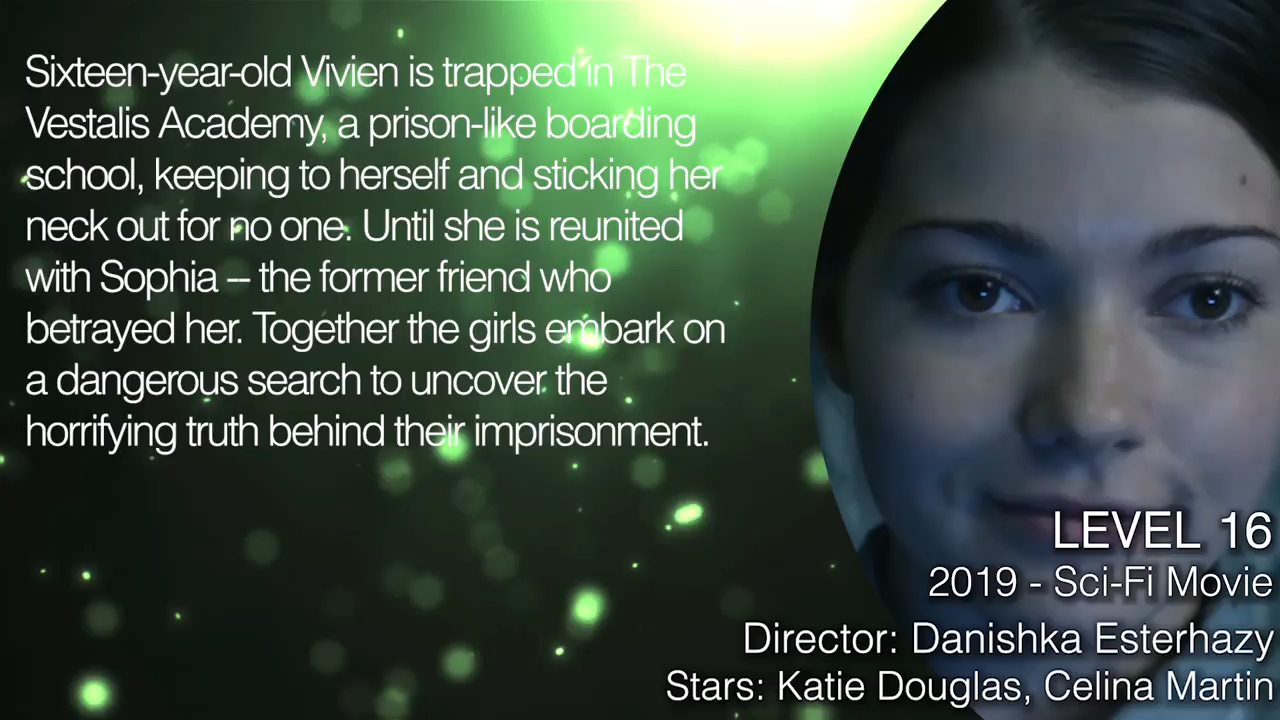 Sixteen-year-old Vivien is trapped in The
Vestalis Academy, a prison-like boarding
school, keeping to herself and sticking her
neck out for no one. Until she is reunited
with Sophia -- the former friend who
betrayed her. Together the girls embark on
a dangerous search to uncover the
horrifying truth behind their imprisonment.
LEVEL 16
2019 - Sci-Fi Movie
Director: Danishka Esterhazy
Stars: Katie Douglas, Celina Martin